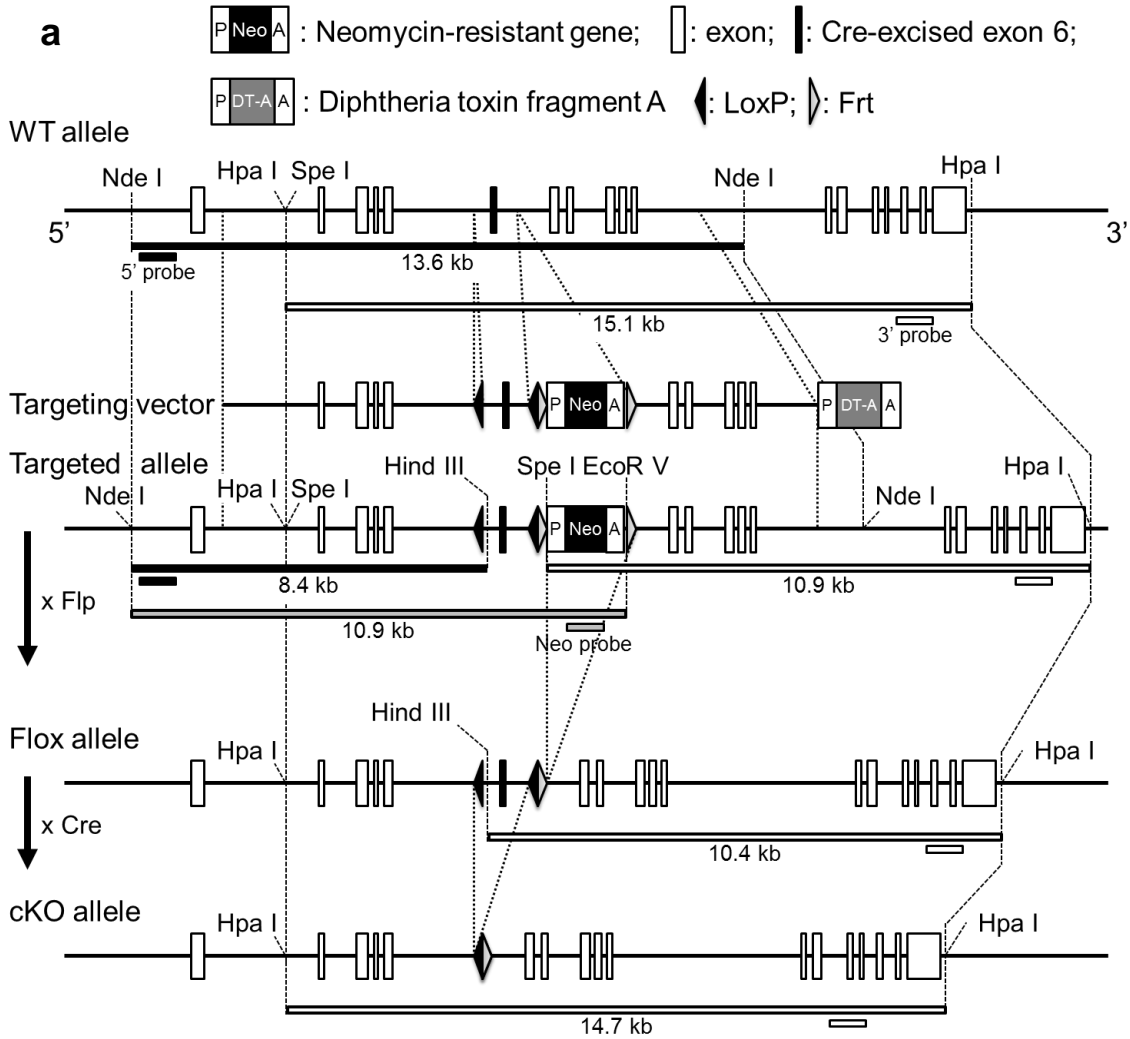 a
P Neo A : Neomycin-resistant gene; : exon; : Cre-excised exon 6;
P DT-A A : Diphtheria toxin fragment A : LoxP; : Frt
WT allele
Nde I Hpa I Spe I Nde I Hpa I
5’ 3’
13.6 kb
5’ probe
15.1 kb
3’ probe
Targeting vector P Neo A P DT-A A
Targeted allele Hind III Spe I EcoR V Hpa I
Nde I Hpa I Spe I Nde I
P Neo A
8.4 kb 10.9 kb
x Flp
10.9 kb
Neo probe
Hind III
Flox allele
Hpa I Hpa I
x Cre
10.4 kb
cKO allele
Hpa I Hpa I
14.7 kb